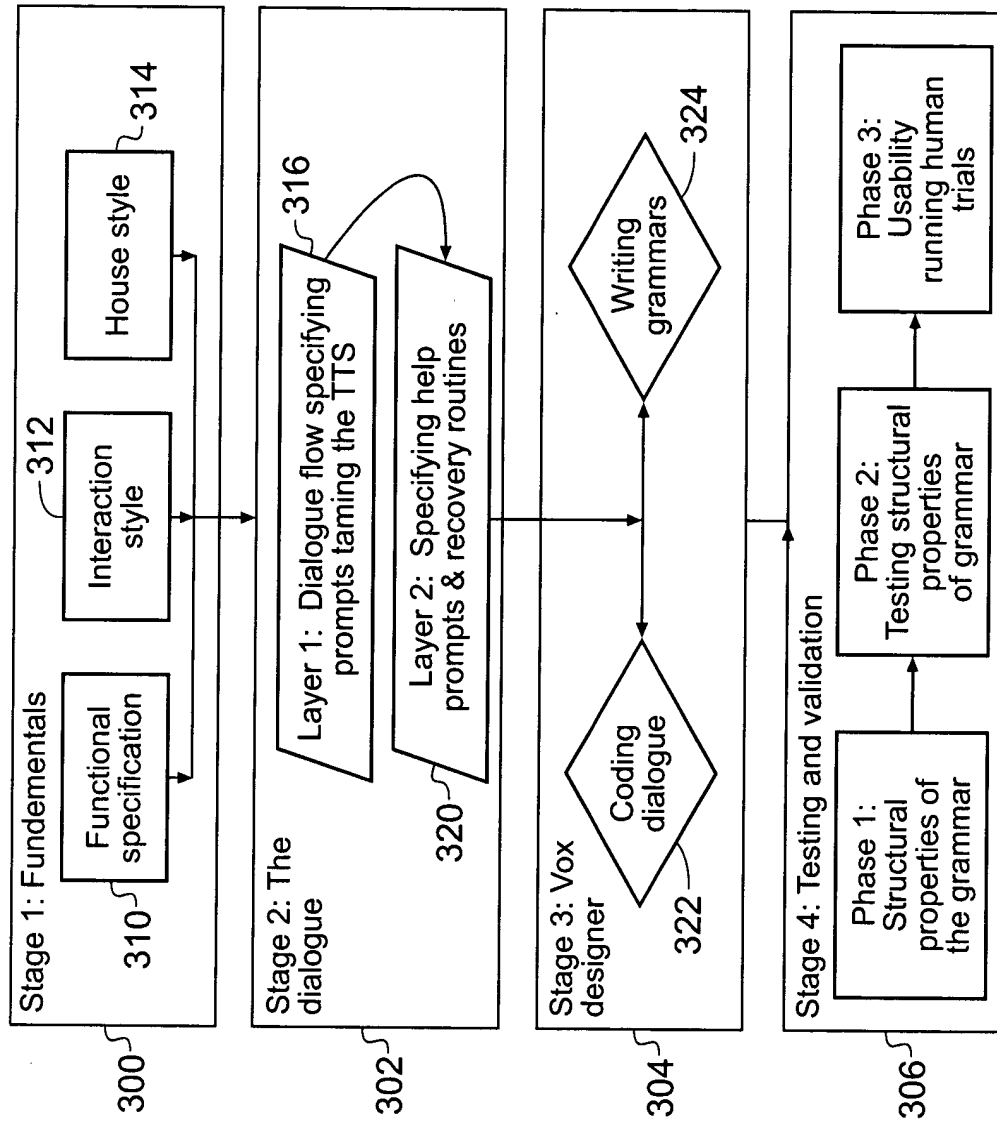 Stage 1: Fundementals
Functional
specification
Interaction
style
House style
300
310
312
314
Stage 2: The
dialogue
Layer 1: Dialogue flow specifying
prompts taming the TTS
Layer 2: Specifying help
prompts & recovery routines
302
316
320
Stage 3: Vox
designer
Coding
dialogue
Writing
grammars
304
322
324
Stage 4: Testing and validation
Phase 1:
Structural
properties of
the grammar
Phase 2:
Testing structural
properties
of grammar
Phase 3:
Usability
running human
trials
306